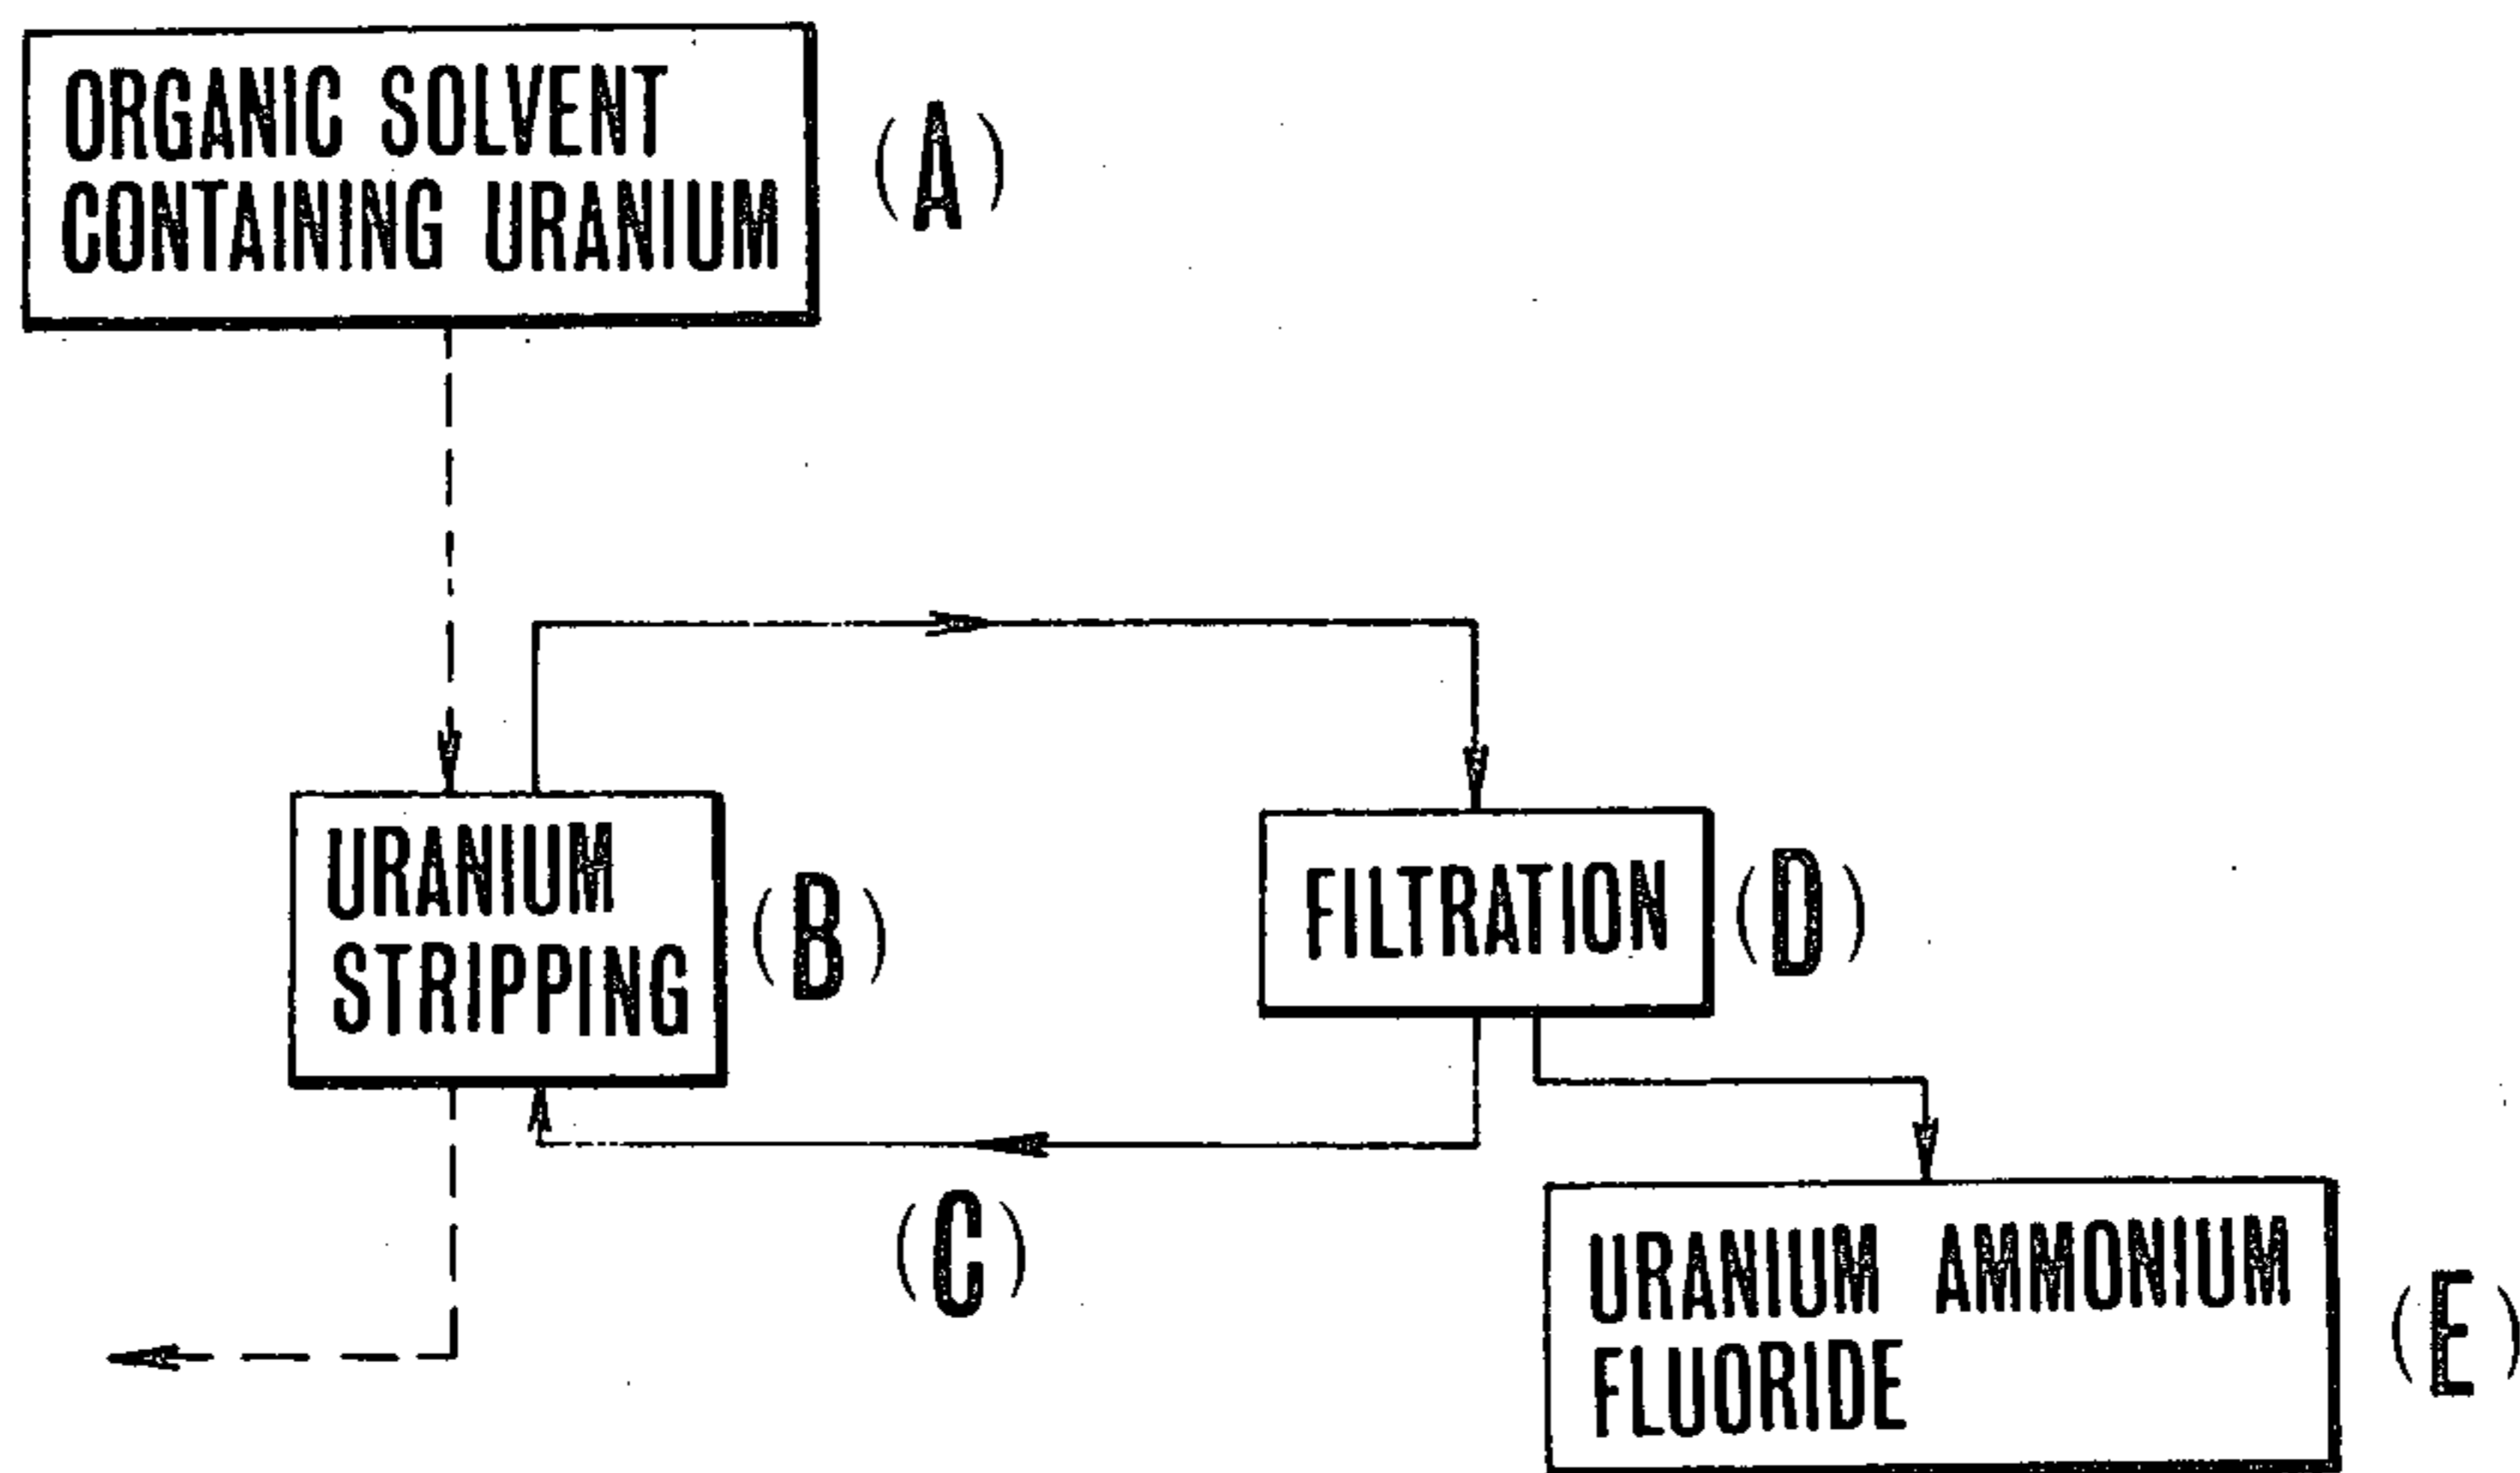 ORGANIC SOLVENT
CONTAINING URANIUM
(A)
URANIUM
STRIPPING
(B)
FILTRATION
(D)
(C)
URANIUM AMMONIUM
FLUORIDE
(E)